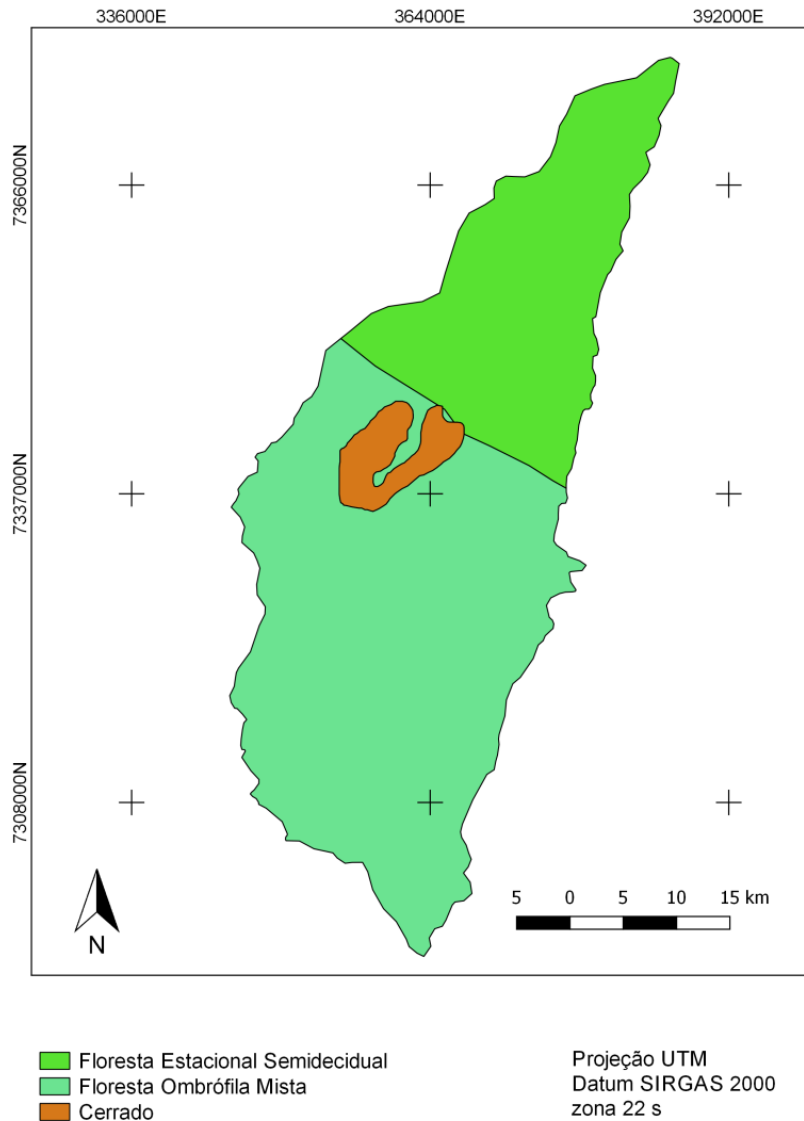 336000E 364000E 392000E
7366000N
7337000N
7308000N
5 0 5 10 15 km
N
Floresta Estacional Semidecidual
Floresta Ombrófila Mista
Cerrado
Projeção UTM
Datum SIRGAS 2000
zona 22 s